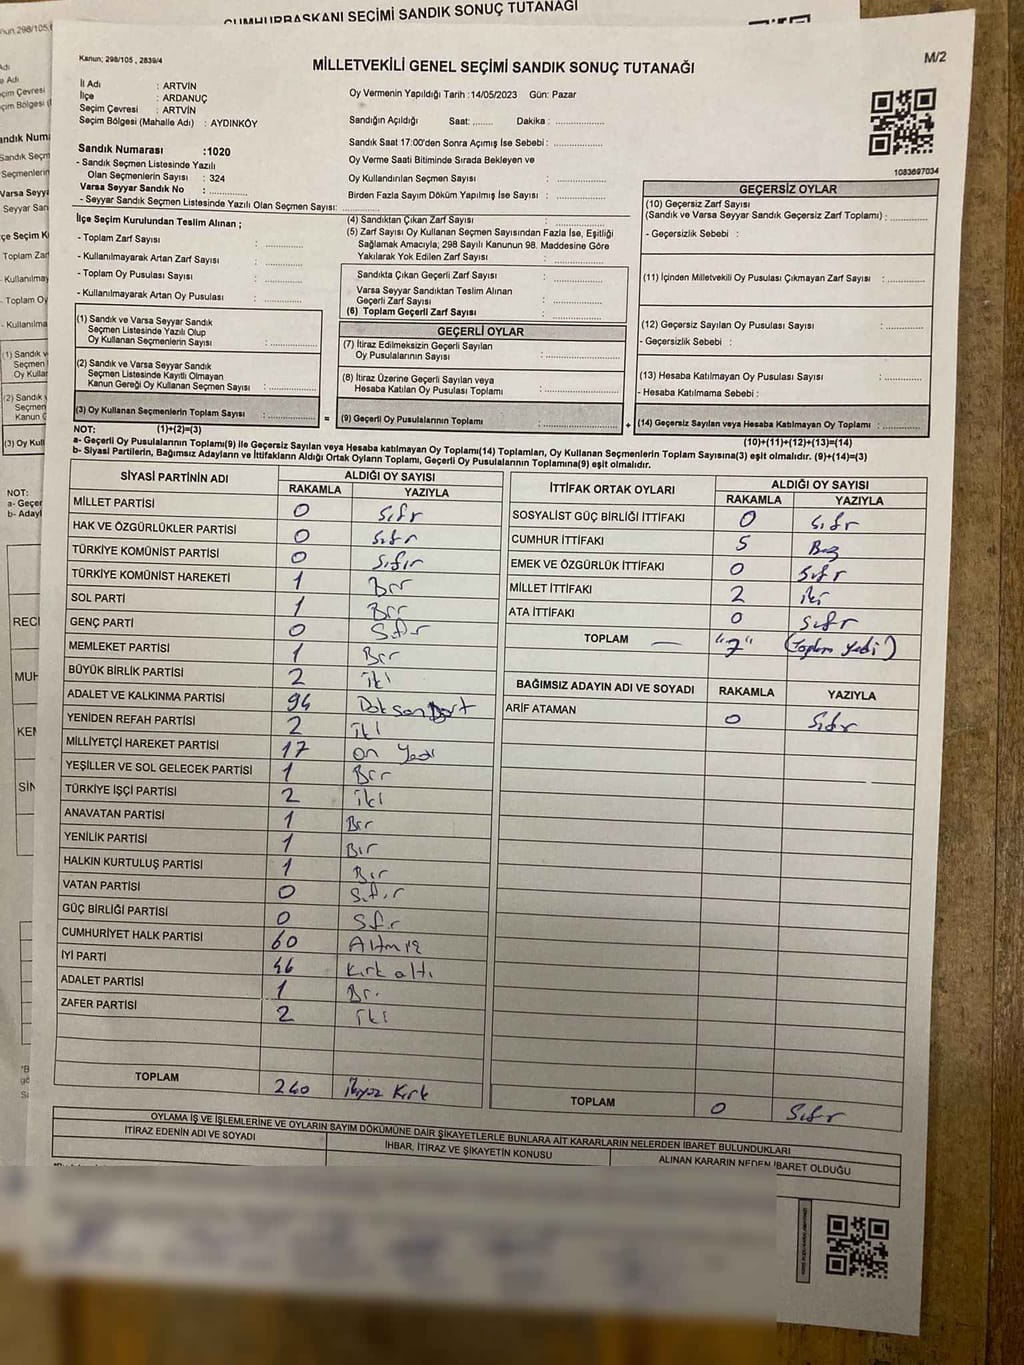 CUMHURBAŞKANI SEÇİMİ SANDIK SONUÇ TUTANAĞI
Kanun; 298/105 , 2839/4
MİLLETVEKİLİ GENEL SEÇİMİ SANDIK SONUÇ TUTANAĞI
M/2
İl Adı : ARTVİN
İlçe : ARDANUÇ
Seçim Çevresi : ARTVİN
Seçim Bölgesi (Mahalle Adı) : AYDINKÖY
Sandık Numarası :1020
- Sandık Seçmen Listesinde Yazılı
Olan Seçmenlerin Sayısı : 324
Varsa Seyyar Sandık No : ..............
- Seyyar Sandık Seçmen Listesinde Yazılı Olan Seçmen Sayısı: ..............
Oy Vermenin Yapıldığı Tarih :14/05/2023 Gün: Pazar
Sandığın Açıldığı Saat: ........ Dakika : ..................
Sandık Saat 17:00'den Sonra Açımış İse Sebebi : ..................
Oy Verme Saati Bitiminde Sırada Bekleyen ve
Oy Kullandırılan Seçmen Sayısı : ..................
Birden Fazla Sayım Döküm Yapılmış İse Sayısı : ..................
1083697034
İlçe Seçim Kurulundan Teslim Alınan ;
- Toplam Zarf Sayısı : ..............
- Kullanılmayarak Artan Zarf Sayısı : ..............
- Toplam Oy Pusulası Sayısı : ..............
- Kullanılmayarak Artan Oy Pusulası : ..............
(4) Sandıktan Çıkan Zarf Sayısı : ..............
(5) Zarf Sayısı Oy Kullanan Seçmen Sayısından Fazla İse, Eşitliği
Sağlamak Amacıyla; 298 Sayılı Kanunun 98. Maddesine Göre
Yakılarak Yok Edilen Zarf Sayısı : ..............
Sandıkta Çıkan Geçerli Zarf Sayısı : ..............
Varsa Seyyar Sandıktan Teslim Alınan
Geçerli Zarf Sayısı : ..............
(6) Toplam Geçerli Zarf Sayısı : ..............
GEÇERSİZ OYLAR
(10) Geçersiz Zarf Sayısı
(Sandık ve Varsa Seyyar Sandık Geçersiz Zarf Toplamı) : ............
- Geçersizlik Sebebi :
(11) İçinden Milletvekili Oy Pusulası Çıkmayan Zarf Sayısı : ............
(12) Geçersiz Sayılan Oy Pusulası Sayısı : ............
- Geçersizlik Sebebi :
(13) Hesaba Katılmayan Oy Pusulası Sayısı : ............
- Hesaba Katılmama Sebebi :
(14) Geçersiz Sayılan veya Hesaba Katılmayan Oy Toplamı : ............
(1) Sandık ve Varsa Seyyar Sandık
Seçmen Listesinde Yazılı Olup
Oy Kullanan Seçmenlerin Sayısı : ..............
(2) Sandık ve Varsa Seyyar Sandık
Seçmen Listesinde Kayıtlı Olmayan
Kanun Gereği Oy Kullanan Seçmen Sayısı : ..............
(3) Oy Kullanan Seçmenlerin Toplam Sayısı : ..............
GEÇERLİ OYLAR
(7) İtiraz Edilmeksizin Geçerli Sayılan
Oy Pusulalarının Sayısı : ..............
(8) İtiraz Üzerine Geçerli Sayılan veya
Hesaba Katılan Oy Pusulası Toplamı : ..............
= (9) Geçerli Oy Pusulalarının Toplamı : .............. +
NOT: (1)+(2)=(3) (10)+(11)+(12)+(13)=(14)
a- Geçerli Oy Pusulalarının Toplamı(9) ile Geçersiz Sayılan veya Hesaba katılmayan Oy Toplamı(14) Toplamları, Oy Kullanan Seçmenlerin Toplam Sayısına(3) eşit olmalıdır. (9)+(14)=(3)
b- Siyasi Partilerin, Bağımsız Adayların ve İttifakların Aldığı Ortak Oyların Toplamı, Geçerli Oy Pusulalarının Toplamına(9) eşit olmalıdır.
SİYASİ PARTİNİN ADI ALDIĞI OY SAYISI
RAKAMLA YAZIYLA
MİLLET PARTİSİ 0 Sıfr
HAK VE ÖZGÜRLÜKLER PARTİSİ 0 Sıfr
TÜRKİYE KOMÜNİST PARTİSİ 0 Sıfır
TÜRKİYE KOMÜNİST HAREKETİ 1 Bir
SOL PARTİ 1 Bir
GENÇ PARTİ 0 Sıfır
MEMLEKET PARTİSİ 1 Bir
BÜYÜK BİRLİK PARTİSİ 2 iki
ADALET VE KALKINMA PARTİSİ 94 Doksan Dört
YENİDEN REFAH PARTİSİ 2 iki
MİLLİYETÇİ HAREKET PARTİSİ 17 on Yedi
YEŞİLLER VE SOL GELECEK PARTİSİ 1 Bir
TÜRKİYE İŞÇİ PARTİSİ 2 iki
ANAVATAN PARTİSİ 1 Bir
YENİLİK PARTİSİ 1 Bir
HALKIN KURTULUŞ PARTİSİ 1 Bir
VATAN PARTİSİ 0 Sıfır
GÜÇ BİRLİĞİ PARTİSİ 0 Sıfr
CUMHURİYET HALK PARTİSİ 60 Altmış
İYİ PARTİ 46 Kırk altı
ADALET PARTİSİ 1 Bir
ZAFER PARTİSİ 2 iki
TOPLAM 240 ikiyüz Kırk
İTTİFAK ORTAK OYLARI ALDIĞI OY SAYISI
RAKAMLA YAZIYLA
SOSYALİST GÜÇ BİRLİĞİ İTTİFAKI 0 Sıfır
CUMHUR İTTİFAKI 5 Beş
EMEK VE ÖZGÜRLÜK İTTİFAKI 0 Sıfır
MİLLET İTTİFAKI 2 iki
ATA İTTİFAKI 0 Sıfır
TOPLAM — "7" (Toplam yedi)
BAĞIMSIZ ADAYIN ADI VE SOYADI RAKAMLA YAZIYLA
ARİF ATAMAN 0 Sıfır
TOPLAM 0 Sıfır
OYLAMA İŞ VE İŞLEMLERİNE VE OYLARIN SAYIM DÖKÜMÜNE DAİR ŞİKAYETLERLE BUNLARA AİT KARARLARIN NELERDEN İBARET BULUNDUKLARI
İTİRAZ EDENİN ADI VE SOYADI İHBAR, İTİRAZ VE ŞİKAYETİN KONUSU ALINAN KARARIN NEDEN İBARET OLDUĞU